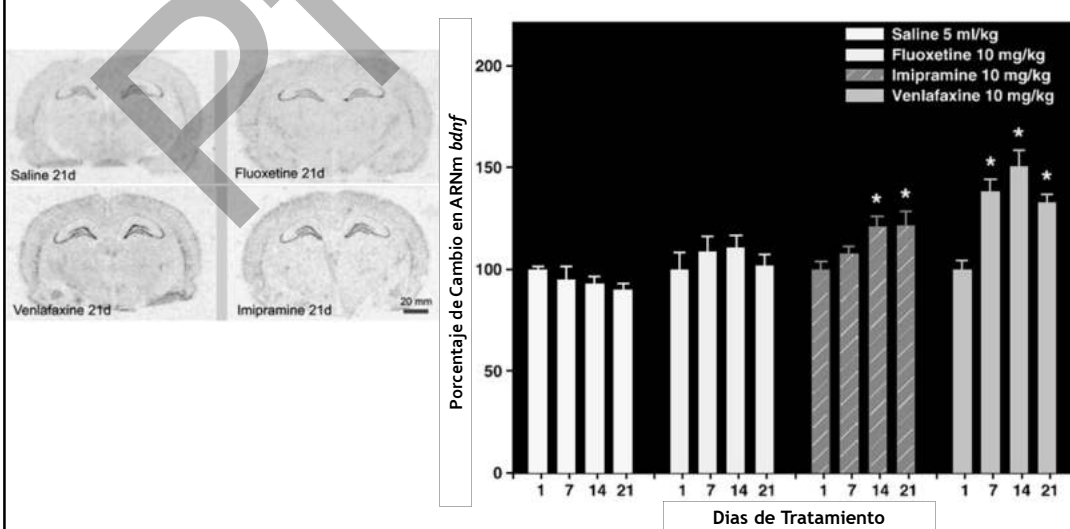 Saline 21d
Fluoxetine 21d
Venlafaxine 21d
Imipramine 21d
20 mm
Porcentaje de Cambio en ARNm bdnf
200
150
100
50
0
Saline 5 ml/kg
Fluoxetine 10 mg/kg
Imipramine 10 mg/kg
Venlafaxine 10 mg/kg
* * * * *
1 7 14 21 1 7 14 21 1 7 14 21 1 7 14 21
Dias de Tratamiento